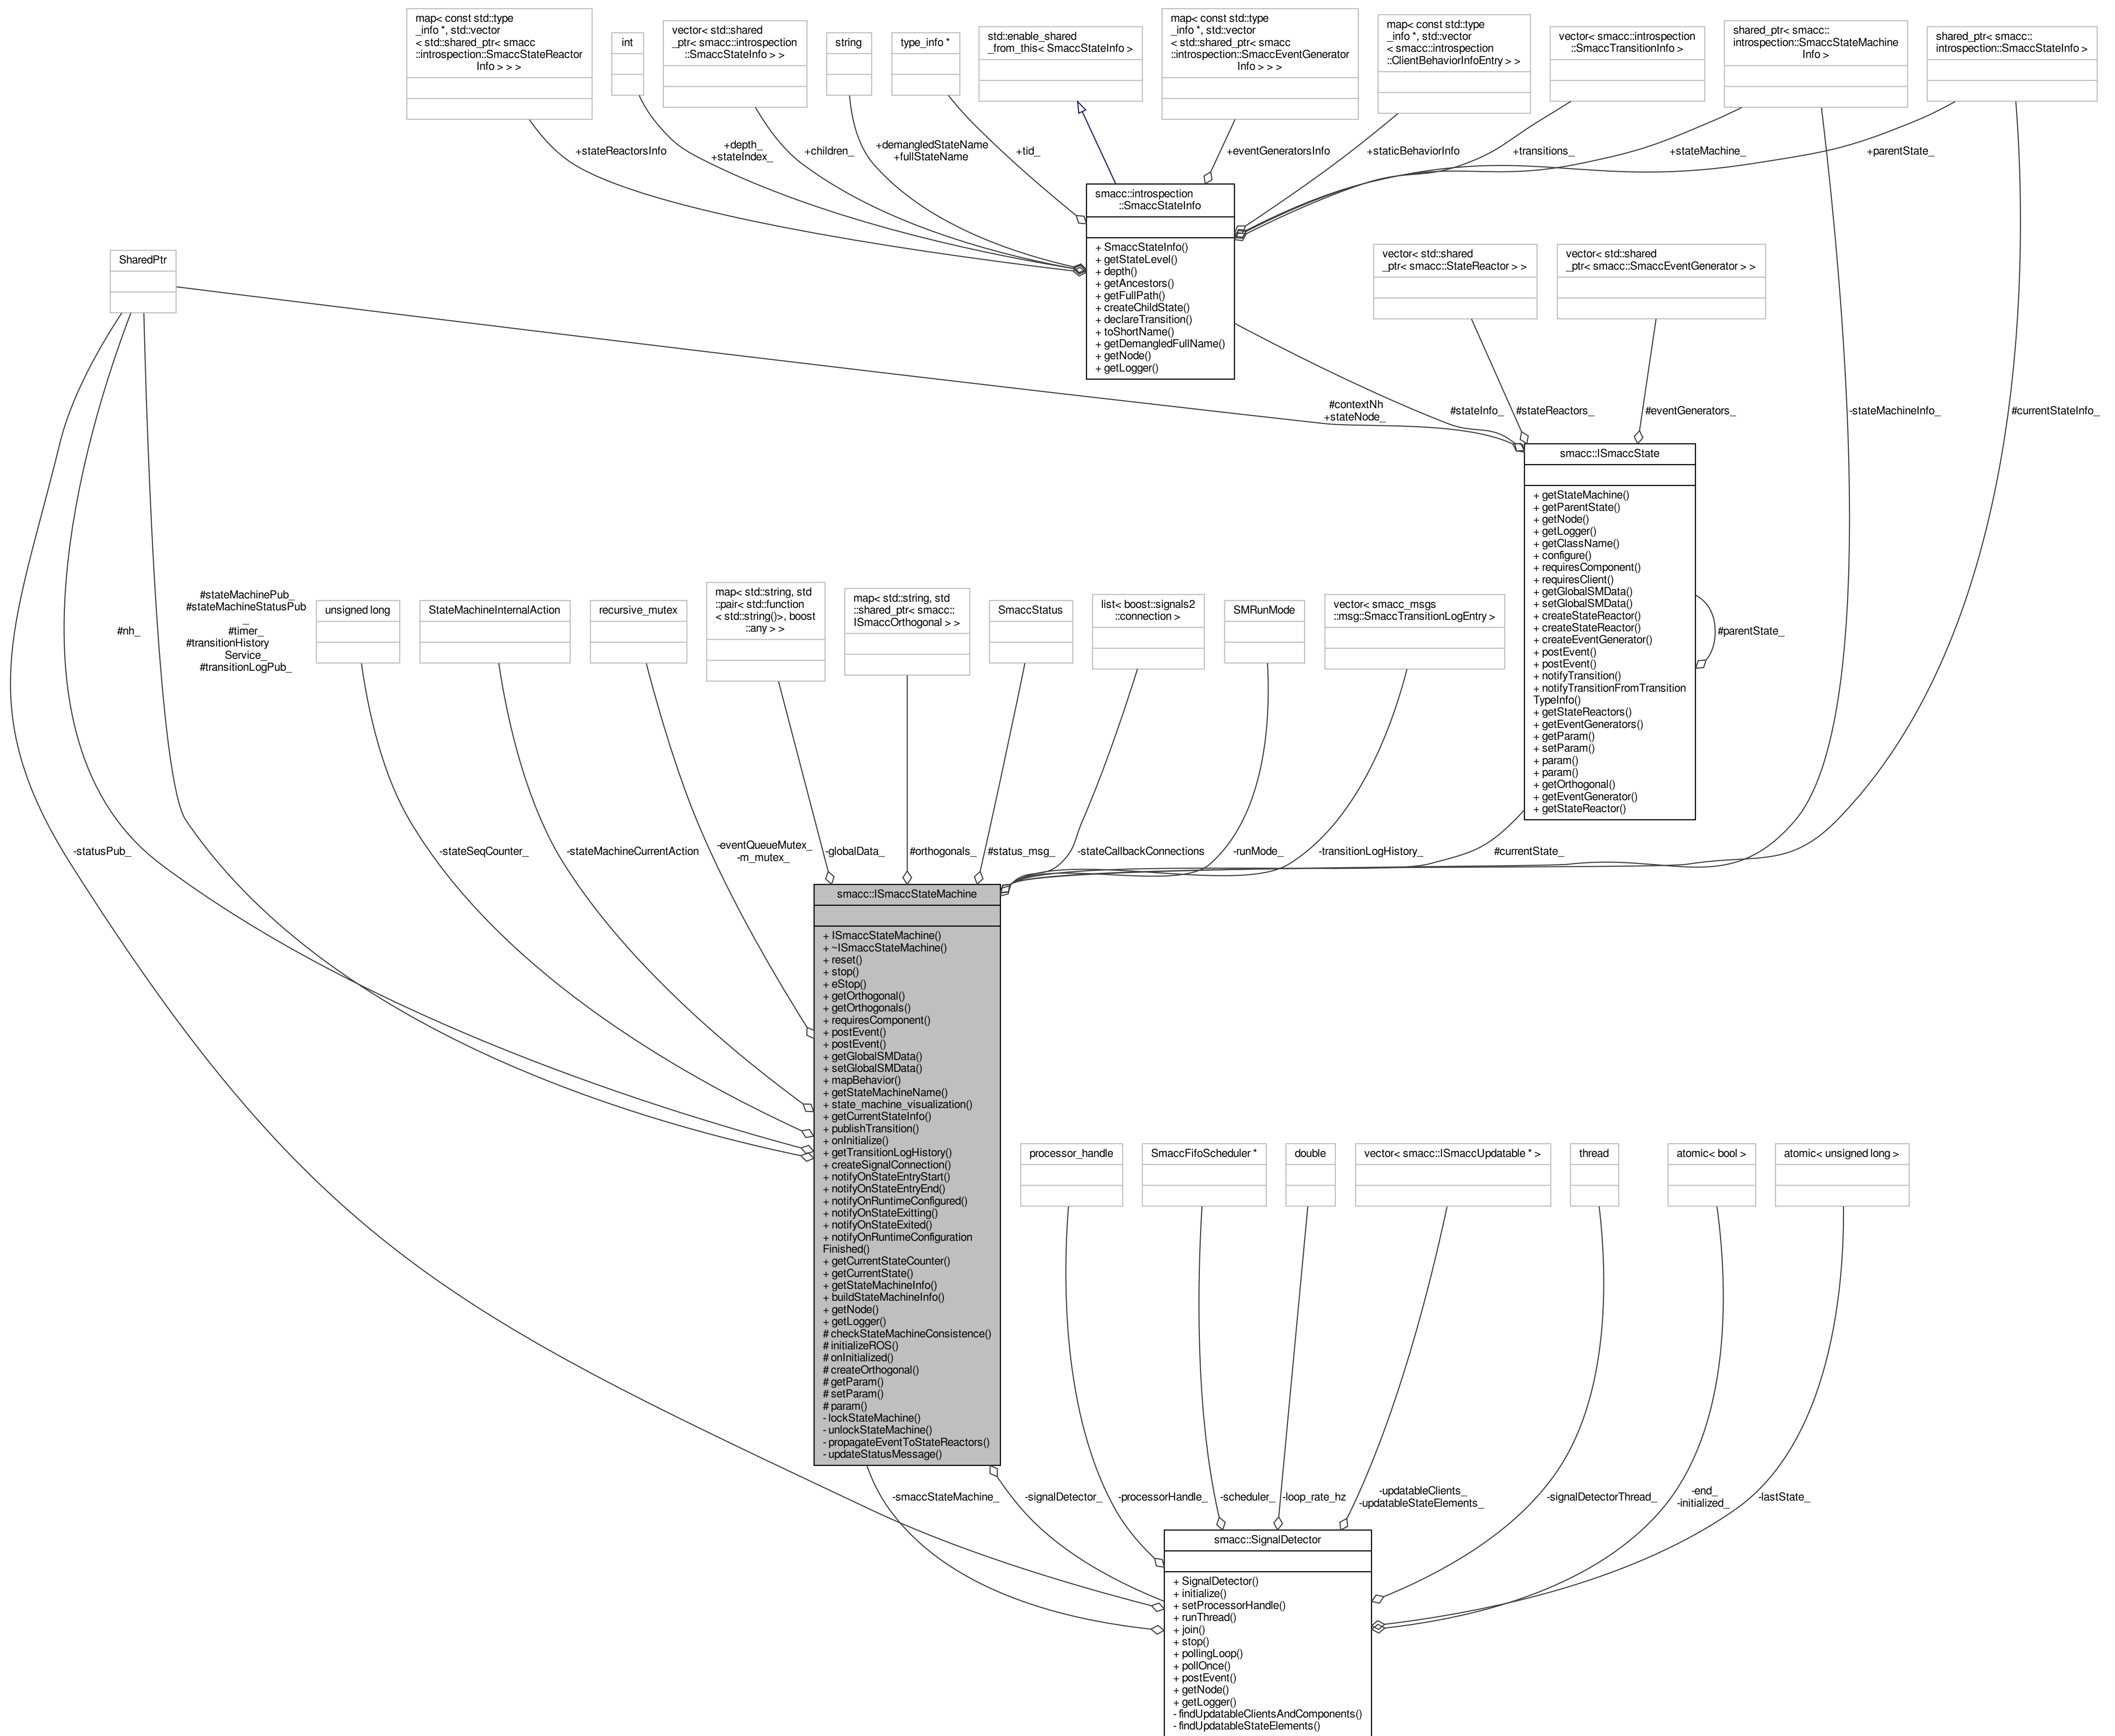 map< const std::type
_info *, std::vector
< std::shared_ptr< smacc
::introspection::SmaccStateReactor
Info > > >
int
vector< std::shared
_ptr< smacc::introspection
::SmaccStateInfo > >
string
type_info *
std::enable_shared
_from_this< SmaccStateInfo >
map< const std::type
_info *, std::vector
< std::shared_ptr< smacc
::introspection::SmaccEventGenerator
Info > > >
map< const std::type
_info *, std::vector
< smacc::introspection
::ClientBehaviorInfoEntry > >
vector< smacc::introspection
::SmaccTransitionInfo >
shared_ptr< smacc::
introspection::SmaccStateMachine
Info >
shared_ptr< smacc::
introspection::SmaccStateInfo >
+stateReactorsInfo
+depth_
+stateIndex_
+children_
+demangledStateName
+fullStateName
+tid_
+eventGeneratorsInfo
+staticBehaviorInfo
+transitions_
+stateMachine_
+parentState_
smacc::introspection
::SmaccStateInfo
+ SmaccStateInfo()
+ getStateLevel()
+ depth()
+ getAncestors()
+ getFullPath()
+ createChildState()
+ declareTransition()
+ toShortName()
+ getDemangledFullName()
+ getNode()
+ getLogger()
SharedPtr
vector< std::shared
_ptr< smacc::StateReactor > >
vector< std::shared
_ptr< smacc::SmaccEventGenerator > >
#contextNh
+stateNode_
#stateInfo_
#stateReactors_
#eventGenerators_
-stateMachineInfo_
#currentStateInfo_
smacc::ISmaccState
+ getStateMachine()
+ getParentState()
+ getNode()
+ getLogger()
+ getClassName()
+ configure()
+ requiresComponent()
+ requiresClient()
+ getGlobalSMData()
+ setGlobalSMData()
+ createStateReactor()
+ createStateReactor()
+ createEventGenerator()
+ postEvent()
+ postEvent()
+ notifyTransition()
+ notifyTransitionFromTransition
TypeInfo()
+ getStateReactors()
+ getEventGenerators()
+ getParam()
+ setParam()
+ param()
+ param()
+ getOrthogonal()
+ getEventGenerator()
+ getStateReactor()
#parentState_
#nh_
#stateMachinePub_
#stateMachineStatusPub
_
#timer_
#transitionHistory
Service_
#transitionLogPub_
unsigned long
StateMachineInternalAction
recursive_mutex
map< std::string, std
::pair< std::function
< std::string()>, boost
::any > >
map< std::string, std
::shared_ptr< smacc::
ISmaccOrthogonal > >
SmaccStatus
list< boost::signals2
::connection >
SMRunMode
vector< smacc_msgs
::msg::SmaccTransitionLogEntry >
-statusPub_
-stateSeqCounter_
-stateMachineCurrentAction
-eventQueueMutex_
-m_mutex_
-globalData_
#orthogonals_
#status_msg_
-stateCallbackConnections
-runMode_
-transitionLogHistory_
#currentState_
smacc::ISmaccStateMachine
+ ISmaccStateMachine()
+ ~ISmaccStateMachine()
+ reset()
+ stop()
+ eStop()
+ getOrthogonal()
+ getOrthogonals()
+ requiresComponent()
+ postEvent()
+ postEvent()
+ getGlobalSMData()
+ setGlobalSMData()
+ mapBehavior()
+ getStateMachineName()
+ state_machine_visualization()
+ getCurrentStateInfo()
+ publishTransition()
+ onInitialize()
+ getTransitionLogHistory()
+ createSignalConnection()
+ notifyOnStateEntryStart()
+ notifyOnStateEntryEnd()
+ notifyOnRuntimeConfigured()
+ notifyOnStateExitting()
+ notifyOnStateExited()
+ notifyOnRuntimeConfiguration
Finished()
+ getCurrentStateCounter()
+ getCurrentState()
+ getStateMachineInfo()
+ buildStateMachineInfo()
+ getNode()
+ getLogger()
# checkStateMachineConsistence()
# initializeROS()
# onInitialized()
# createOrthogonal()
# getParam()
# setParam()
# param()
- lockStateMachine()
- unlockStateMachine()
- propagateEventToStateReactors()
- updateStatusMessage()
processor_handle
SmaccFifoScheduler *
double
vector< smacc::ISmaccUpdatable * >
thread
atomic< bool >
atomic< unsigned long >
-smaccStateMachine_
-signalDetector_
-processorHandle_
-scheduler_
-loop_rate_hz
-updatableClients_
-updatableStateElements_
-signalDetectorThread_
-end_
-initialized_
-lastState_
smacc::SignalDetector
+ SignalDetector()
+ initialize()
+ setProcessorHandle()
+ runThread()
+ join()
+ stop()
+ pollingLoop()
+ pollOnce()
+ postEvent()
+ getNode()
+ getLogger()
- findUpdatableClientsAndComponents()
- findUpdatableStateElements()